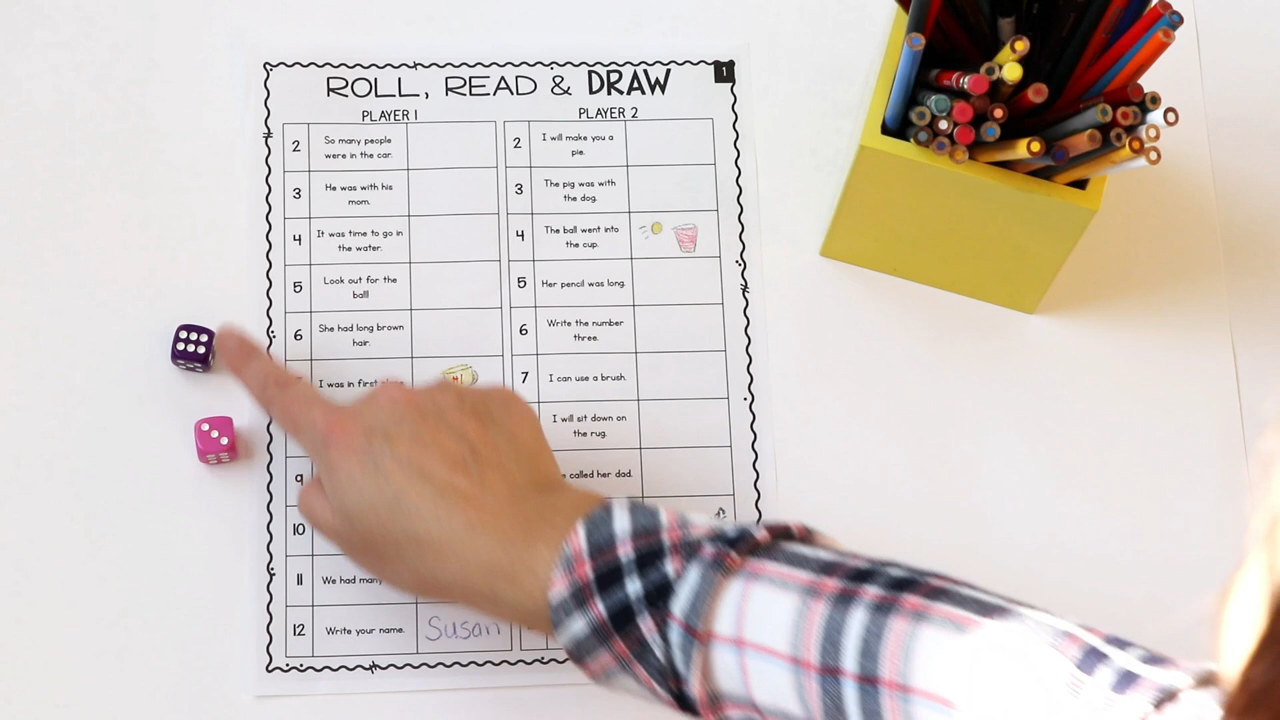 1
ROLL, READ & DRAW
PLAYER 1
PLAYER 2
2
So many people
were in the car.
2
I will make you a
pie.
3
He was with his
mom.
3
The pig was with
the dog.
4
It was time to go in
the water.
4
The ball went into
the cup.
5
Look out for the
ball!
5
Her pencil was long.
6
She had long brown
hair.
6
Write the number
three.
I was in first
#1
7
I can use a brush.
I will sit down on
the rug.
9
called her dad.
10
11
We had many
12
Write your name.
Susan